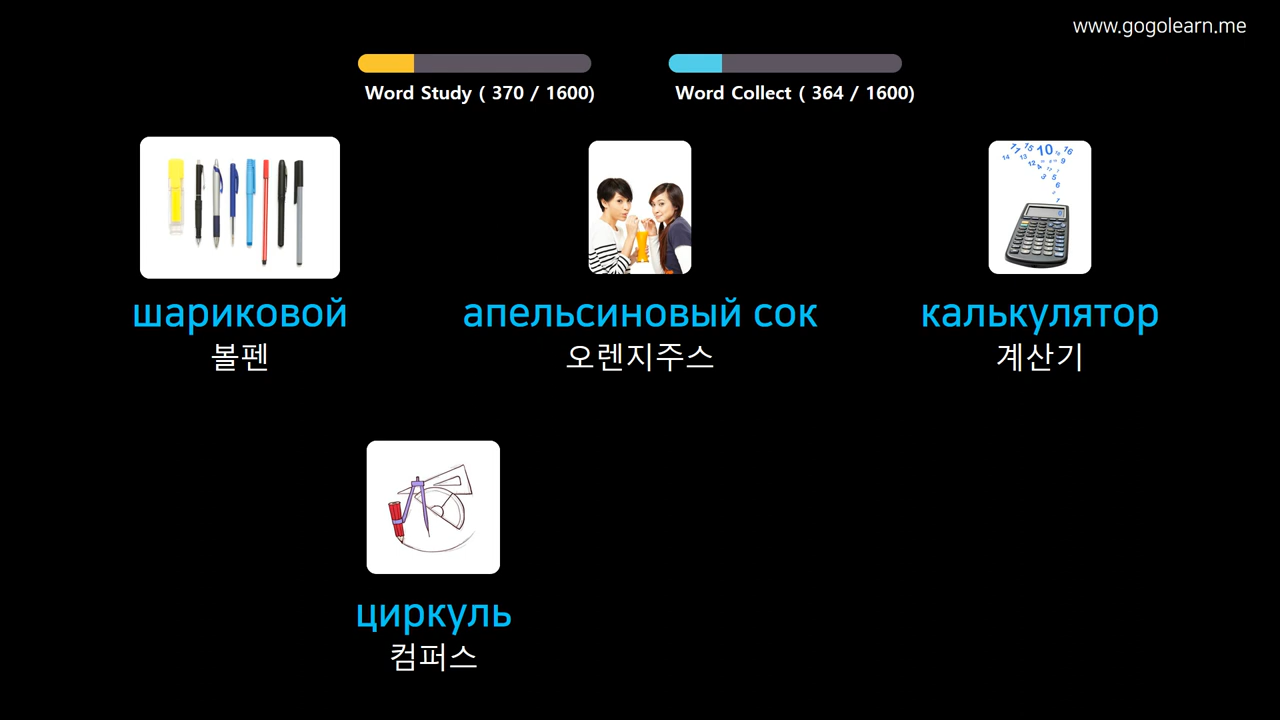 www.gogolearn.me
Word Study ( 370 / 1600)
Word Collect ( 364 / 1600)
шариковой
볼펜
апельсиновый сок
오렌지주스
калькулятор
계산기
циркуль
컴퍼스